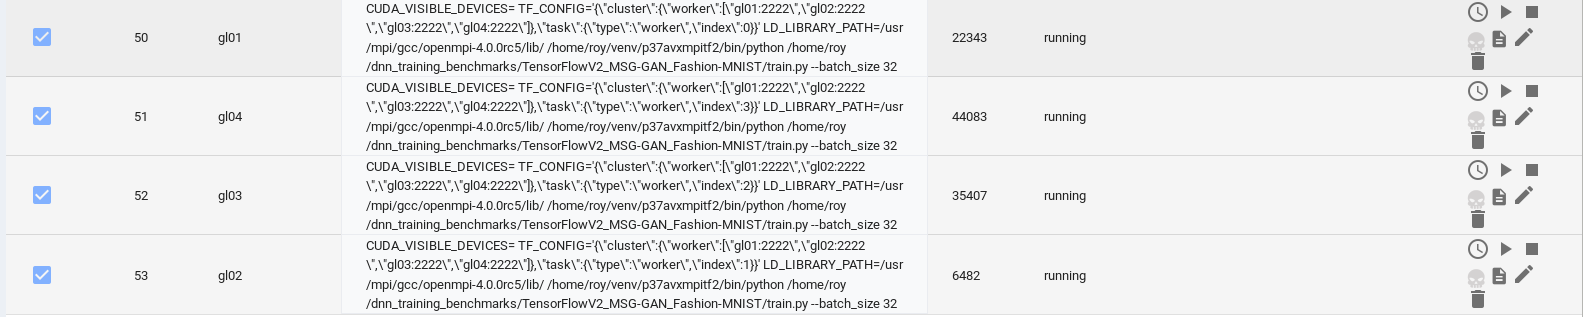 CUDA_VISIBLE_DEVICES= TF_CONFIG='{\"cluster\":{\"worker\":[\"gl01:2222\",\"gl02:2222
\",\"gl03:2222\",\"gl04:2222\"]},\"task\":{\"type\":\"worker\",\"index\":0}}' LD_LIBRARY_PATH=/usr
50 gl01 22343 running
/mpi/gcc/openmpi-4.0.0rc5/lib/ /home/roy/venv/p37avxmpitf2/bin/python /home/roy
/dnn_training_benchmarks/TensorFlowV2_MSG-GAN_Fashion-MNIST/train.py --batch_size 32
CUDA_VISIBLE_DEVICES= TF_CONFIG='{\"cluster\":{\"worker\":[\"gl01:2222\",\"gl02:2222
\",\"gl03:2222\",\"gl04:2222\"]},\"task\":{\"type\":\"worker\",\"index\":3}}' LD_LIBRARY_PATH=/usr
51 gl04 44083 running
/mpi/gcc/openmpi-4.0.0rc5/lib/ /home/roy/venv/p37avxmpitf2/bin/python /home/roy
/dnn_training_benchmarks/TensorFlowV2_MSG-GAN_Fashion-MNIST/train.py --batch_size 32
CUDA_VISIBLE_DEVICES= TF_CONFIG='{\"cluster\":{\"worker\":[\"gl01:2222\",\"gl02:2222
\",\"gl03:2222\",\"gl04:2222\"]},\"task\":{\"type\":\"worker\",\"index\":2}}' LD_LIBRARY_PATH=/usr
52 gl03 35407 running
/mpi/gcc/openmpi-4.0.0rc5/lib/ /home/roy/venv/p37avxmpitf2/bin/python /home/roy
/dnn_training_benchmarks/TensorFlowV2_MSG-GAN_Fashion-MNIST/train.py --batch_size 32
CUDA_VISIBLE_DEVICES= TF_CONFIG='{\"cluster\":{\"worker\":[\"gl01:2222\",\"gl02:2222
\",\"gl03:2222\",\"gl04:2222\"]},\"task\":{\"type\":\"worker\",\"index\":1}}' LD_LIBRARY_PATH=/usr
53 gl02 6482 running
/mpi/gcc/openmpi-4.0.0rc5/lib/ /home/roy/venv/p37avxmpitf2/bin/python /home/roy
/dnn_training_benchmarks/TensorFlowV2_MSG-GAN_Fashion-MNIST/train.py --batch_size 32